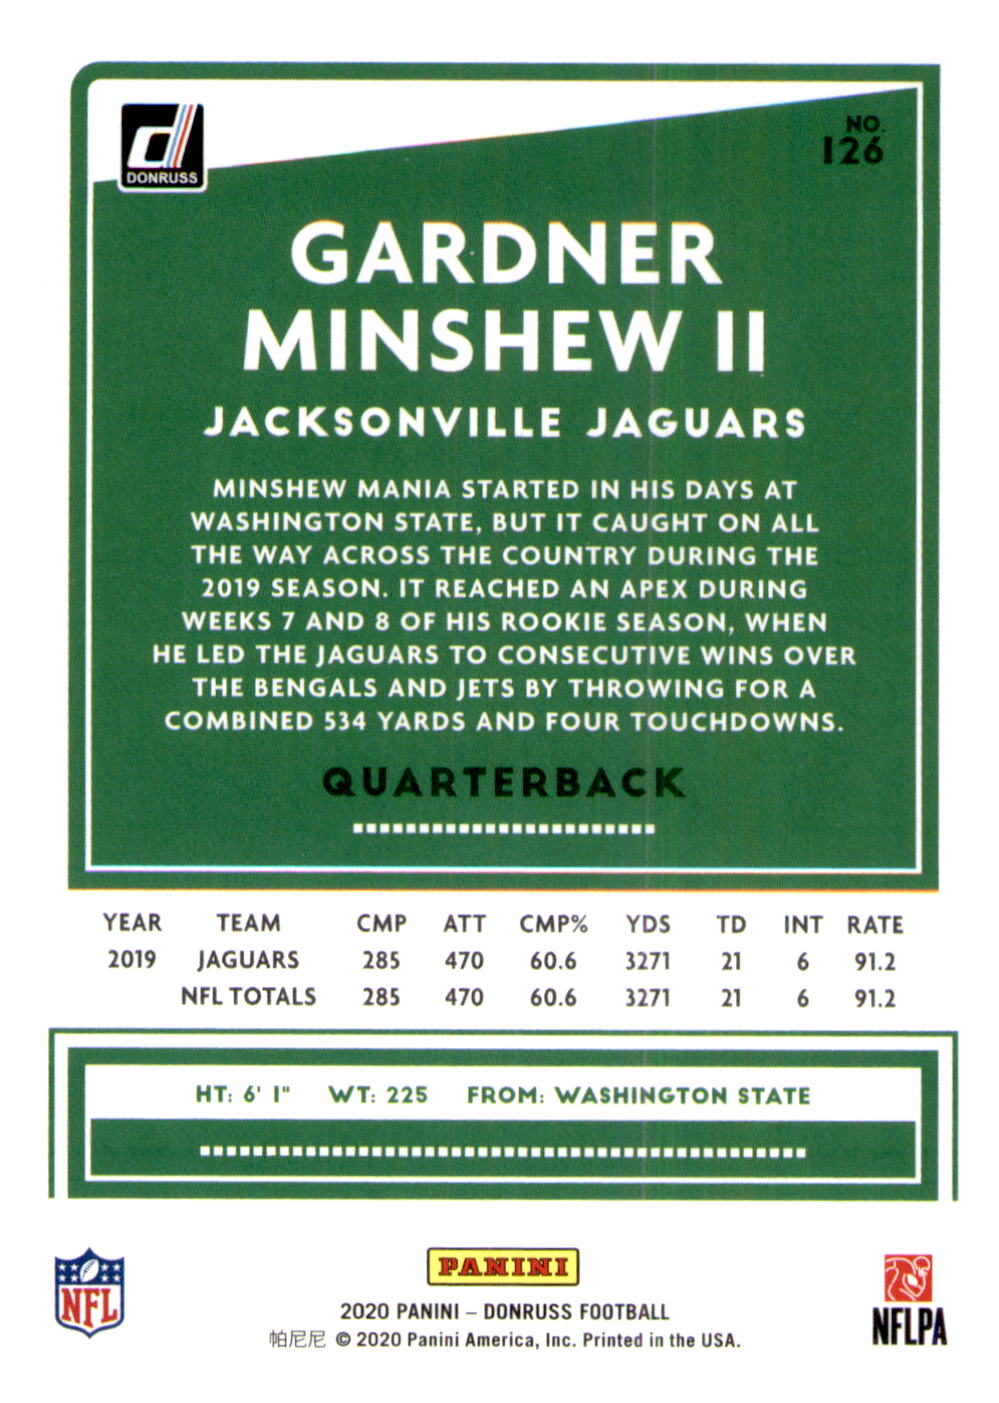 DONRUSS
NO.
126
GARDNER
MINSHEW II
JACKSONVILLE JAGUARS
MINSHEW MANIA STARTED IN HIS DAYS AT
WASHINGTON STATE, BUT IT CAUGHT ON ALL
THE WAY ACROSS THE COUNTRY DURING THE
2019 SEASON. IT REACHED AN APEX DURING
WEEKS 7 AND 8 OF HIS ROOKIE SEASON, WHEN
HE LED THE JAGUARS TO CONSECUTIVE WINS OVER
THE BENGALS AND JETS BY THROWING FOR A
COMBINED 534 YARDS AND FOUR TOUCHDOWNS.
QUARTERBACK
YEAR TEAM CMP ATT CMP% YDS TD INT RATE
2019 JAGUARS 285 470 60.6 3271 21 6 91.2
NFL TOTALS 285 470 60.6 3271 21 6 91.2
HT: 6' 1" WT: 225 FROM: WASHINGTON STATE
NFL
PANINI
NFLPA
2020 PANINI – DONRUSS FOOTBALL
帕尼尼 © 2020 Panini America, Inc. Printed in the USA.